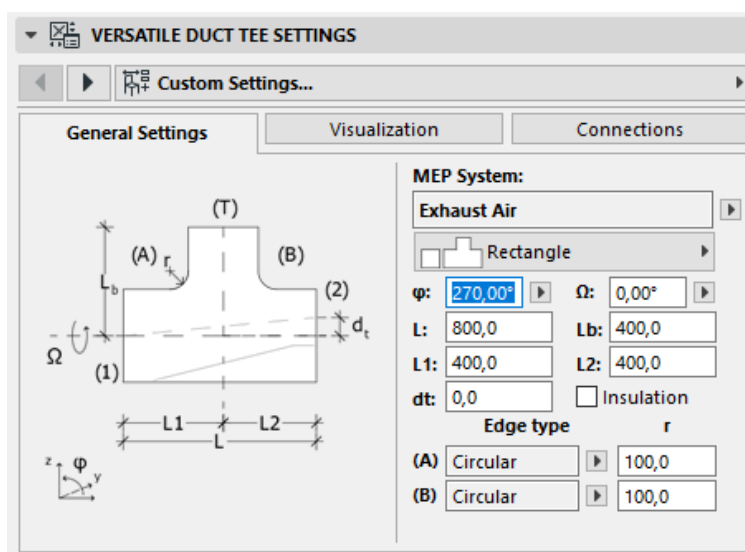 VERSATILE DUCT TEE SETTINGS
Custom Settings...
General Settings Visualization Connections
MEP System:
Exhaust Air
Rectangle
φ: 270,00° Ω: 0,00°
L: 800,0 Lb: 400,0
L1: 400,0 L2: 400,0
dt: 0,0 Insulation
Edge type r
(A) Circular 100,0
(B) Circular 100,0
(T)
(A) r (B)
Lb (2)
dt
Ω
(1)
L1 L2
L
z φ y